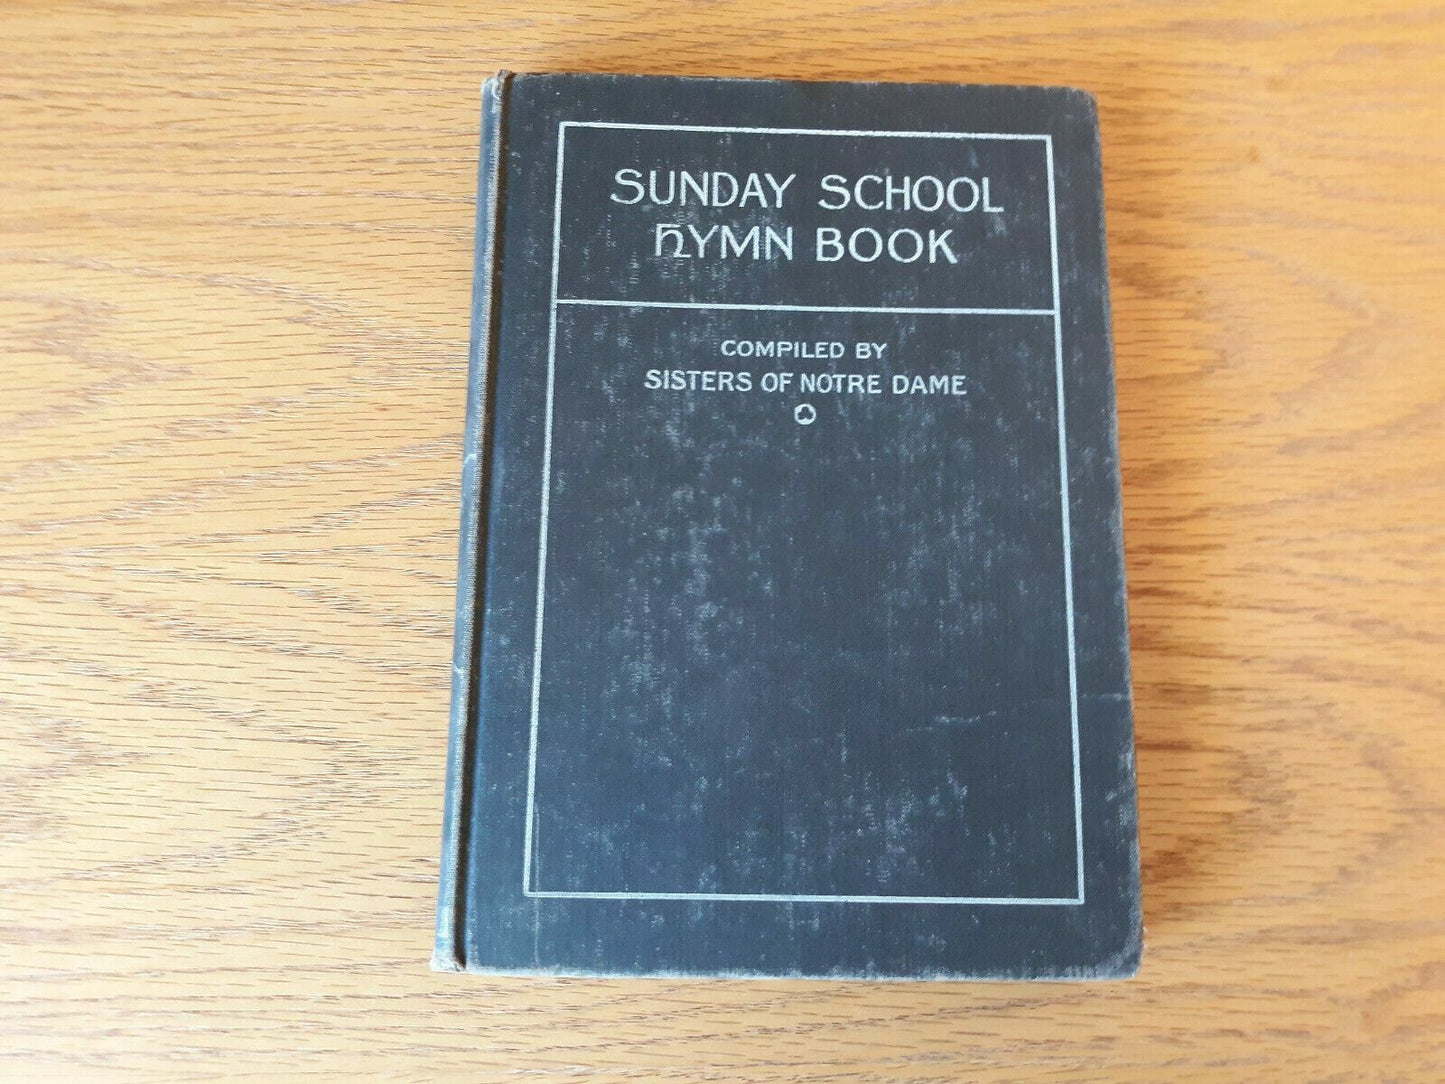 SUNDAY SCHOOL
HYMN BOOK
COMPILED BY
SISTERS OF NOTRE DAME